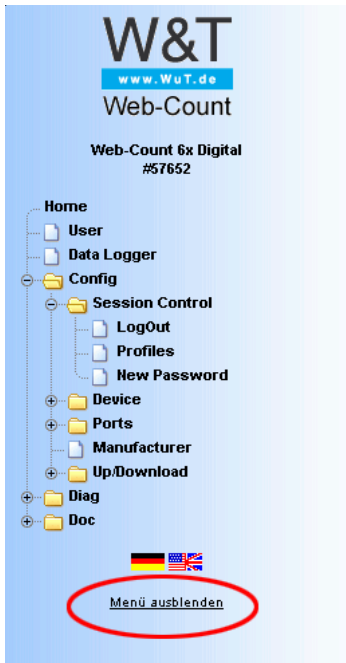 W&T
www.WuT.de
Web-Count
Web-Count 6x Digital
#57652
Home
User
Data Logger
Config
Session Control
LogOut
Profiles
New Password
Device
Ports
Manufacturer
Up/Download
Diag
Doc
Menü ausblenden